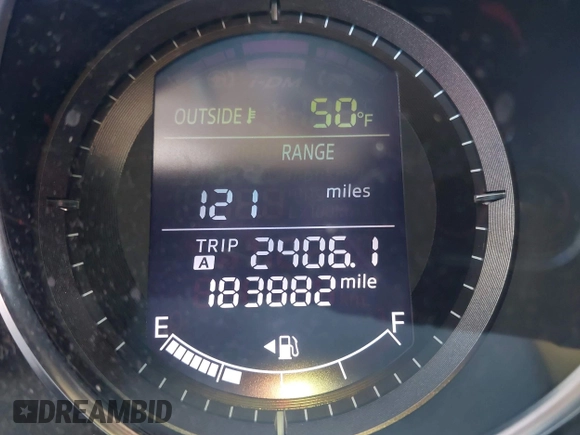 OUTSIDE 50°F
RANGE
121 miles
TRIP A 2406.1
183882 mile
E F
DREAMBID